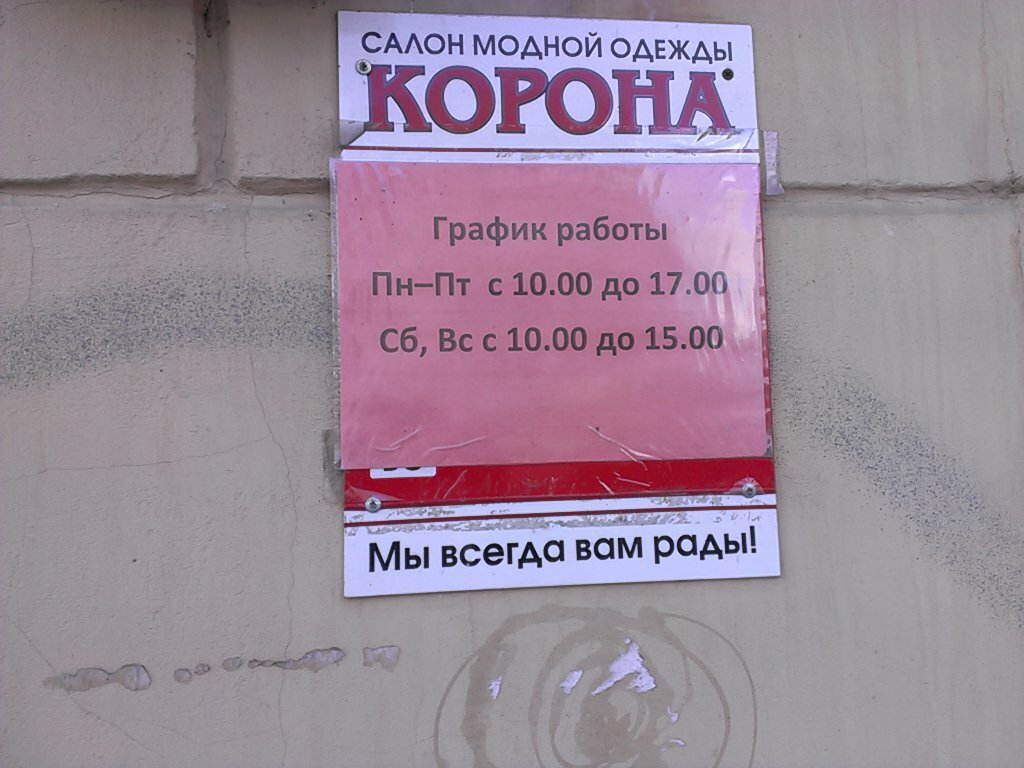 САЛОН МОДНОЙ ОДЕЖДЫ
КОРОНА
График работы
Пн–Пт с 10.00 до 17.00
Сб, Вс с 10.00 до 15.00
Мы всегда вам рады!